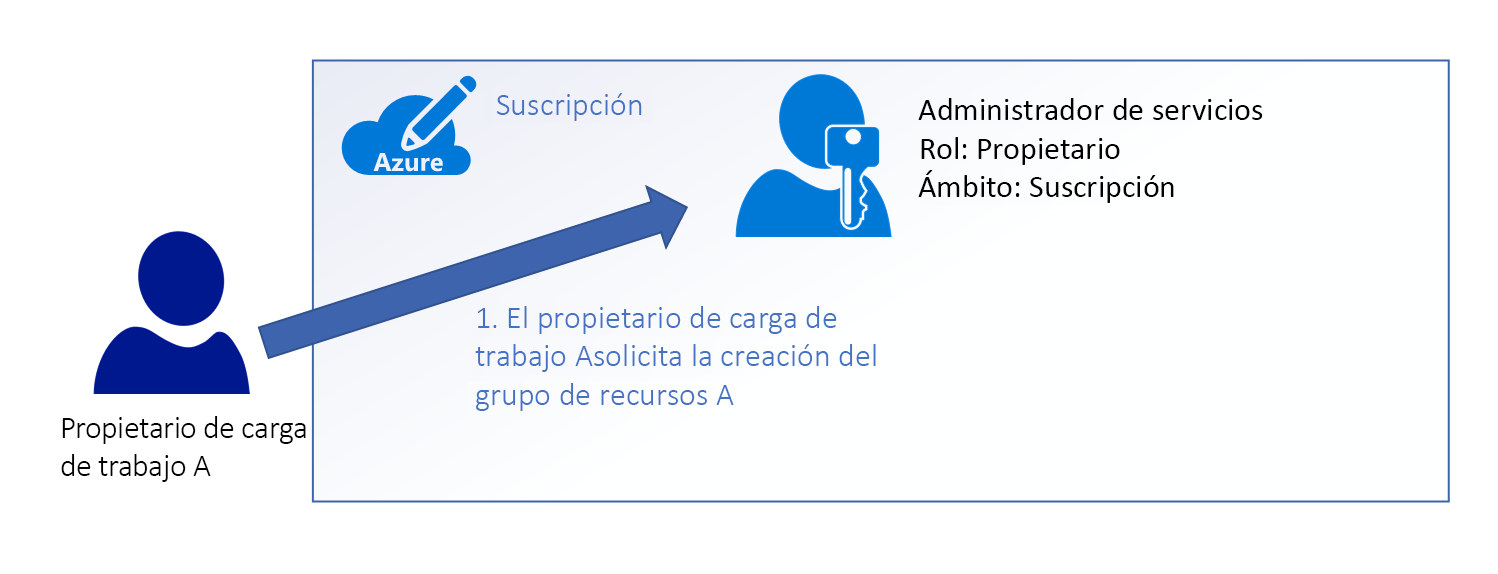 Azure
Suscripción
Administrador de servicios
Rol: Propietario
Ámbito: Suscripción
1. El propietario de carga de
trabajo Asolicita la creación del
grupo de recursos A
Propietario de carga
de trabajo A